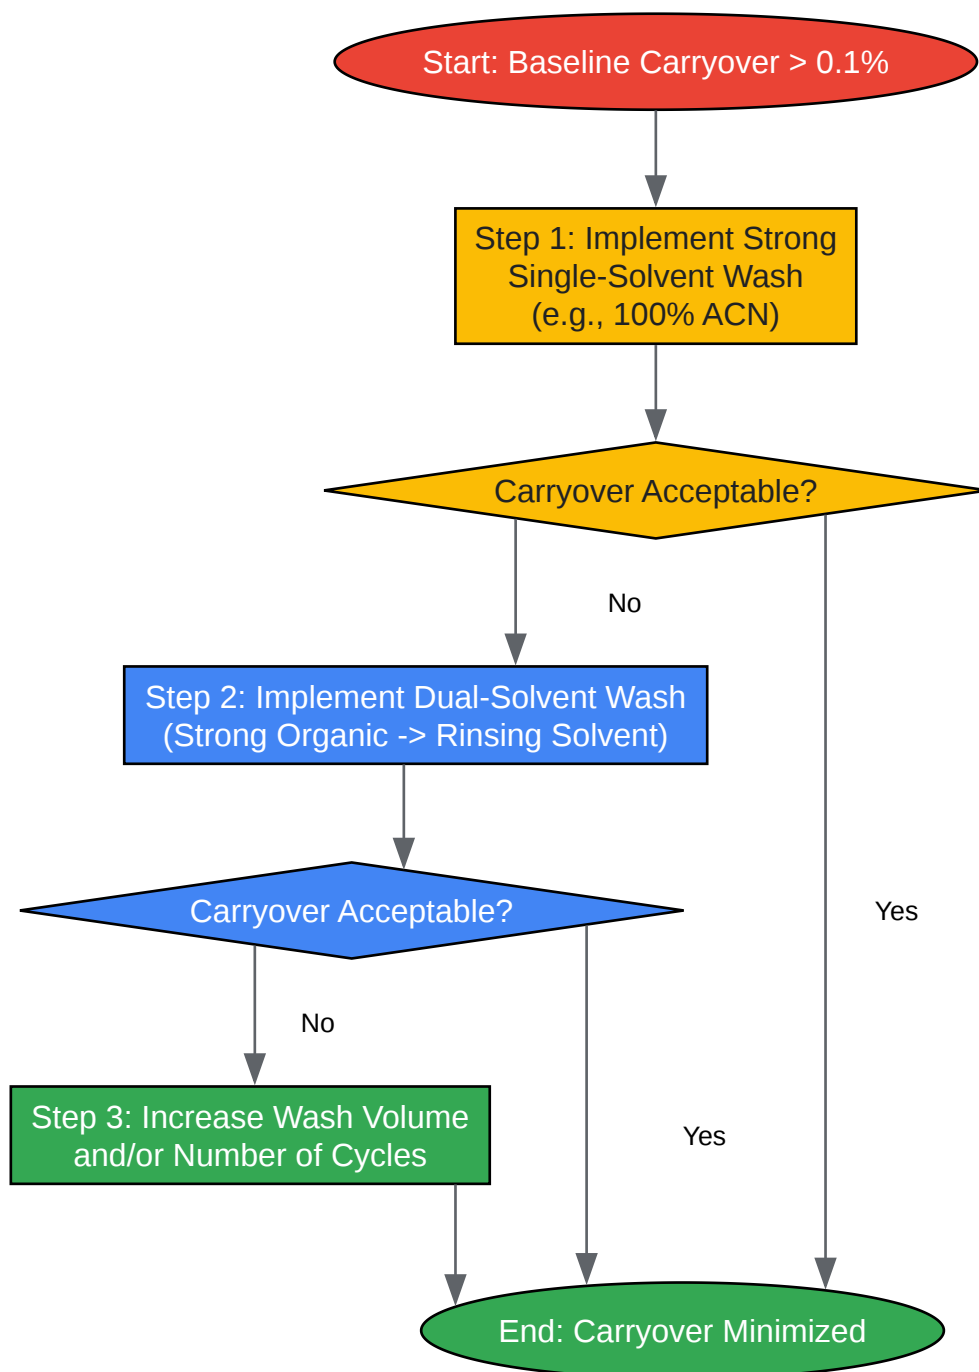 Start: Baseline Carryover > 0.1%
Step 1: Implement Strong
Single-Solvent Wash
(e.g., 100% ACN)
Carryover Acceptable?
No
Step 2: Implement Dual-Solvent Wash
(Strong Organic -> Rinsing Solvent)
Carryover Acceptable?
Yes
No
Step 3: Increase Wash Volume
and/or Number of Cycles
Yes
End: Carryover Minimized